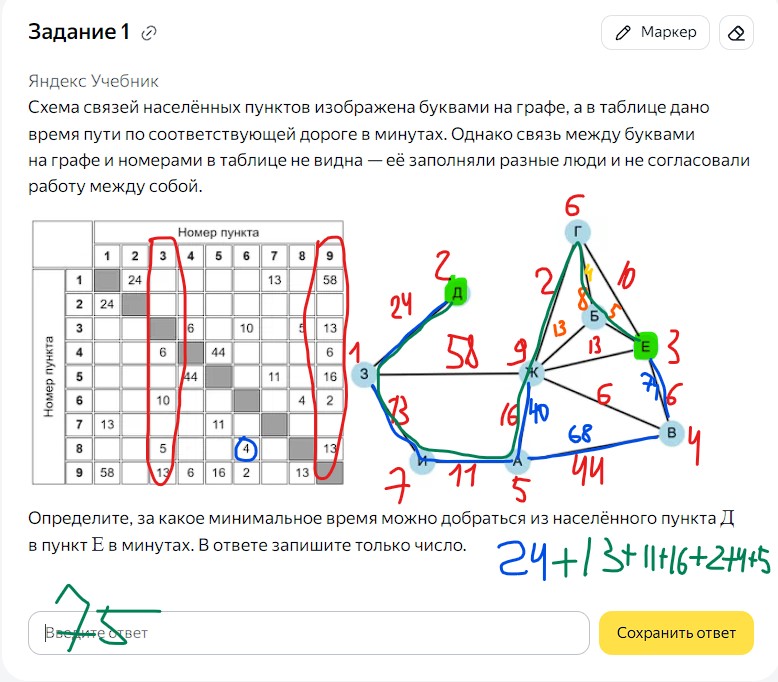 Задание 1
Маркер
Яндекс Учебник
Схема связей населённых пунктов изображена буквами на графе, а в таблице дано
время пути по соответствующей дороге в минутах. Однако связь между буквами
на графе и номерами в таблице не видна — её заполняли разные люди и не согласовали
работу между собой.
Номер пункта
1 2 3 4 5 6 7 8 9
Номер пункта
1 24 13 58
2 24
3 6 10 5 13
4 6 44 6
5 44 11 16
6 10 4 2
7 13 11
8 5 4 13
9 58 13 6 16 2 13
6
Г
2
Д
2
4
10
24
8
Б
5
13
1
З
58
9
Ж
13
Е
3
13
16
40
6
7
6
7
И
11
А
5
68
44
В
4
Определите, за какое минимальное время можно добраться из населённого пункта Д
в пункт Е в минутах. В ответе запишите только число.
24+13+11+16+2+4+5
75
Введите ответ
Сохранить ответ